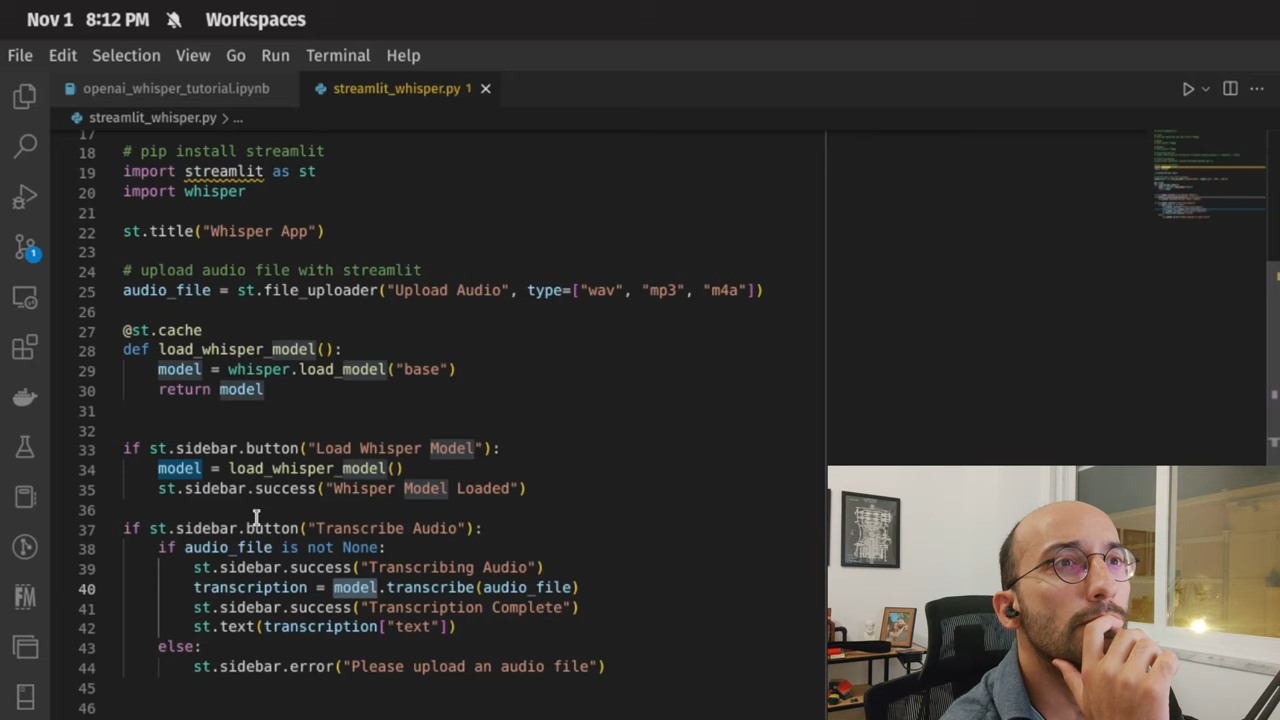 Nov 1 8:12 PM Workspaces
File Edit Selection View Go Run Terminal Help
openai_whisper_tutorial.ipynb streamlit_whisper.py 1
streamlit_whisper.py > ...
17
18 # pip install streamlit
19 import streamlit as st
20 import whisper
21
22 st.title("Whisper App")
23
24 # upload audio file with streamlit
25 audio_file = st.file_uploader("Upload Audio", type=["wav", "mp3", "m4a"])
26
27 @st.cache
28 def load_whisper_model():
29 model = whisper.load_model("base")
30 return model
31
32
33 if st.sidebar.button("Load Whisper Model"):
34 model = load_whisper_model()
35 st.sidebar.success("Whisper Model Loaded")
36
37 if st.sidebar.button("Transcribe Audio"):
38 if audio_file is not None:
39 st.sidebar.success("Transcribing Audio")
40 transcription = model.transcribe(audio_file)
41 st.sidebar.success("Transcription Complete")
42 st.text(transcription["text"])
43 else:
44 st.sidebar.error("Please upload an audio file")
45
46
1
FM